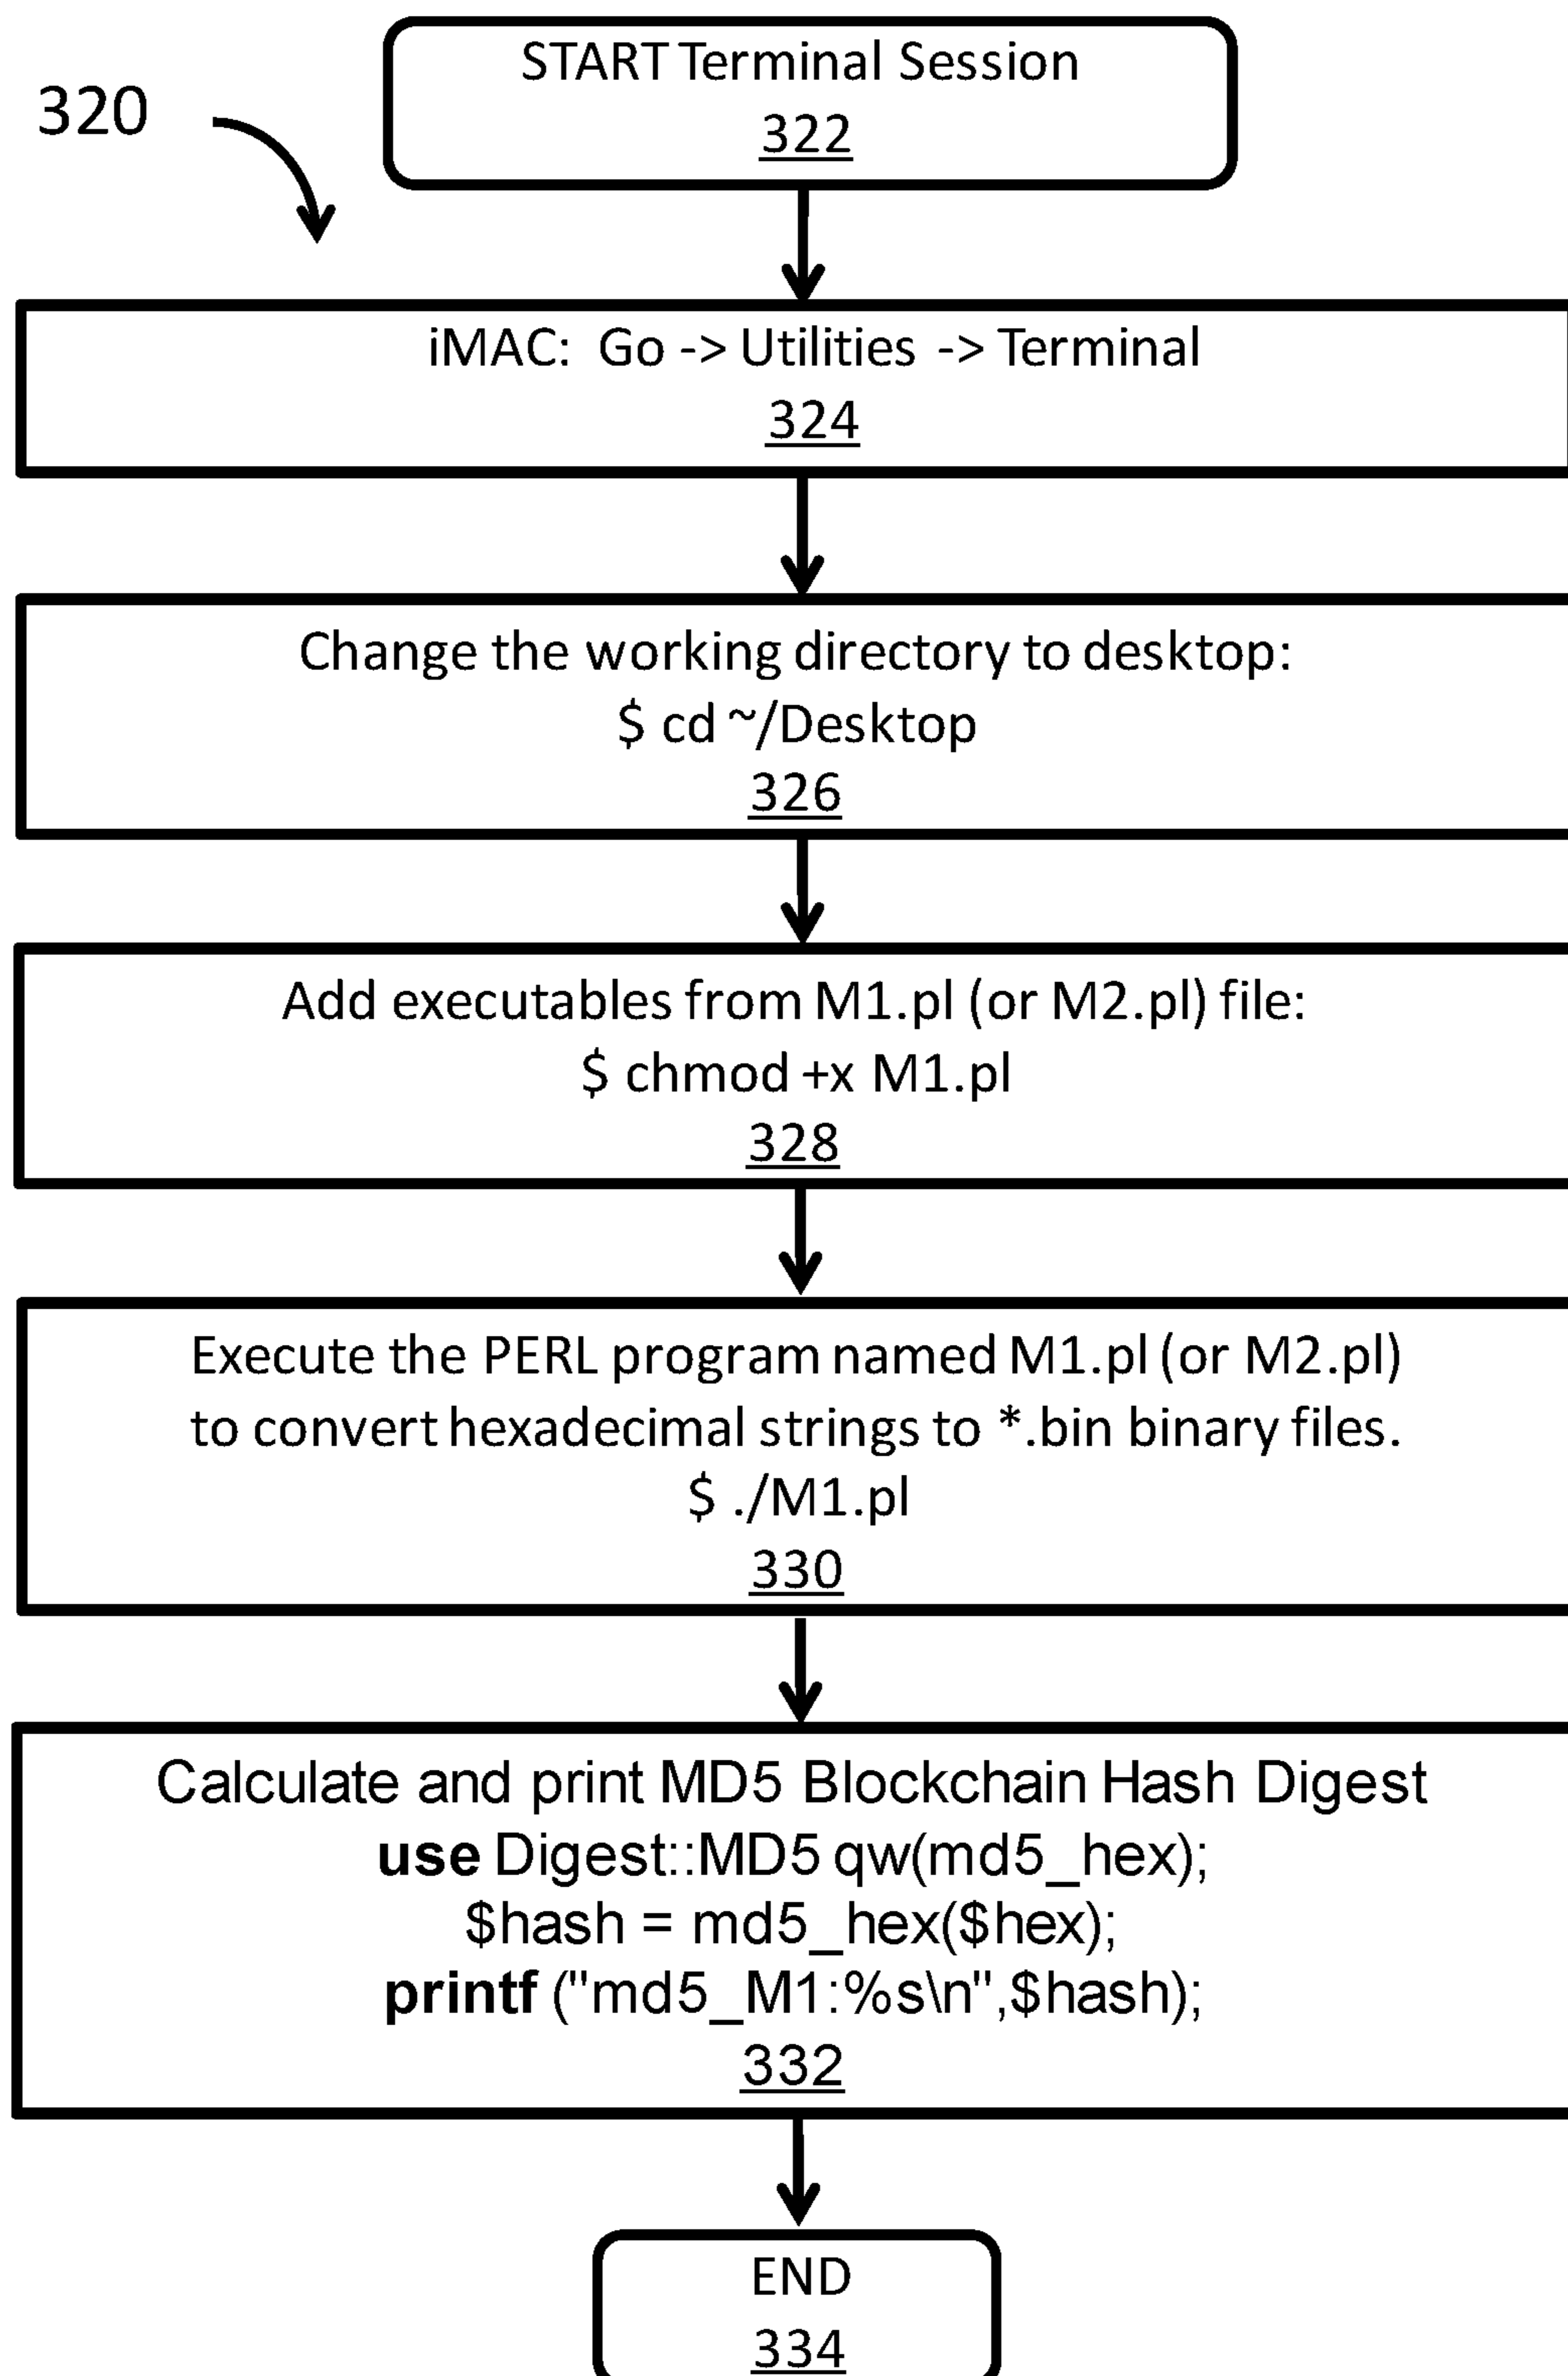 START Terminal Session
320
322
iMAC: Go -> Utilities -> Terminal
324
Change the working directory to desktop:
$ cd ~/Desktop
326
Add executables from M1.pl (or M2.pl) file:
$ chmod +x M1.pl
328
Execute the PERL program named M1.pl (or M2.pl)
to convert hexadecimal strings to *.bin binary files.
$ ./M1.pl
330
Calculate and print MD5 Blockchain Hash Digest
use Digest::MD5 qw(md5_hex);
$hash = md5_hex($hex);
printf ("md5_M1:%s\n",$hash);
332
END
334